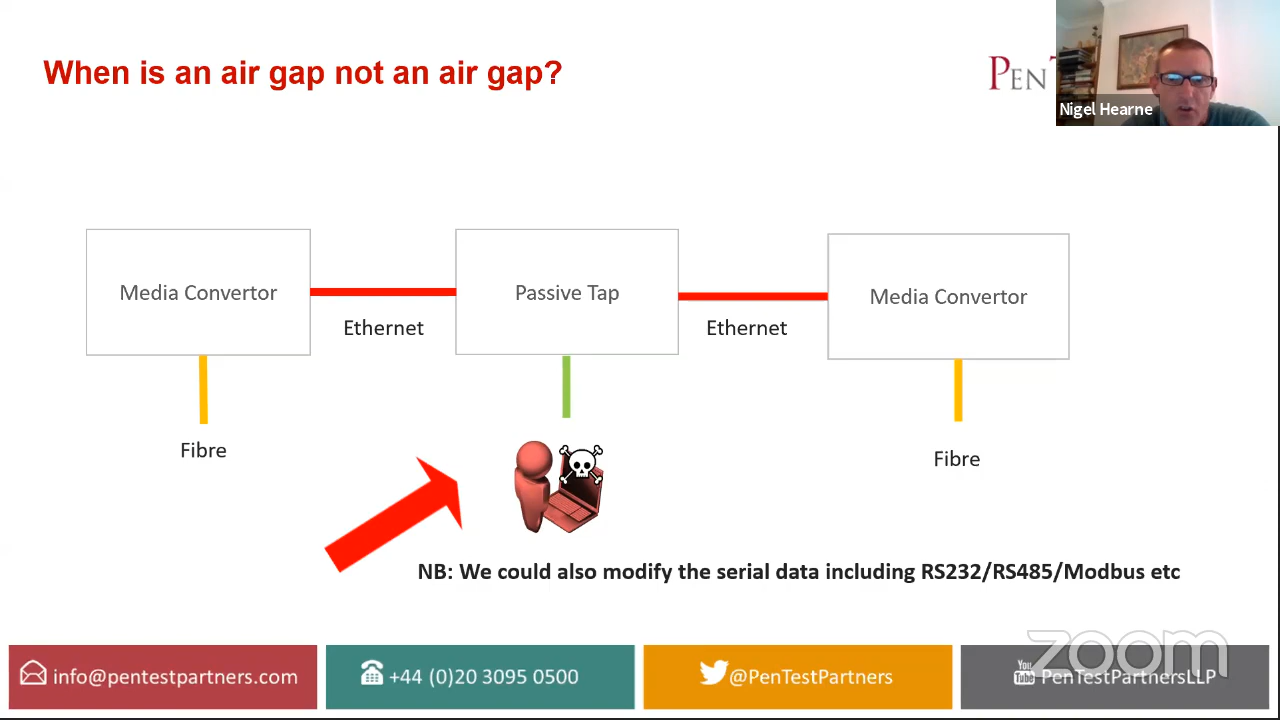 When is an air gap not an air gap?
PEN
Nigel Hearne
Media Convertor
Passive Tap
Media Convertor
Ethernet
Ethernet
Fibre
Fibre
NB: We could also modify the serial data including RS232/RS485/Modbus etc
zoom
info@pentestpartners.com
+44 (0)20 3095 0500
@PenTestPartners
You
Tube
PenTestPartnersLLP